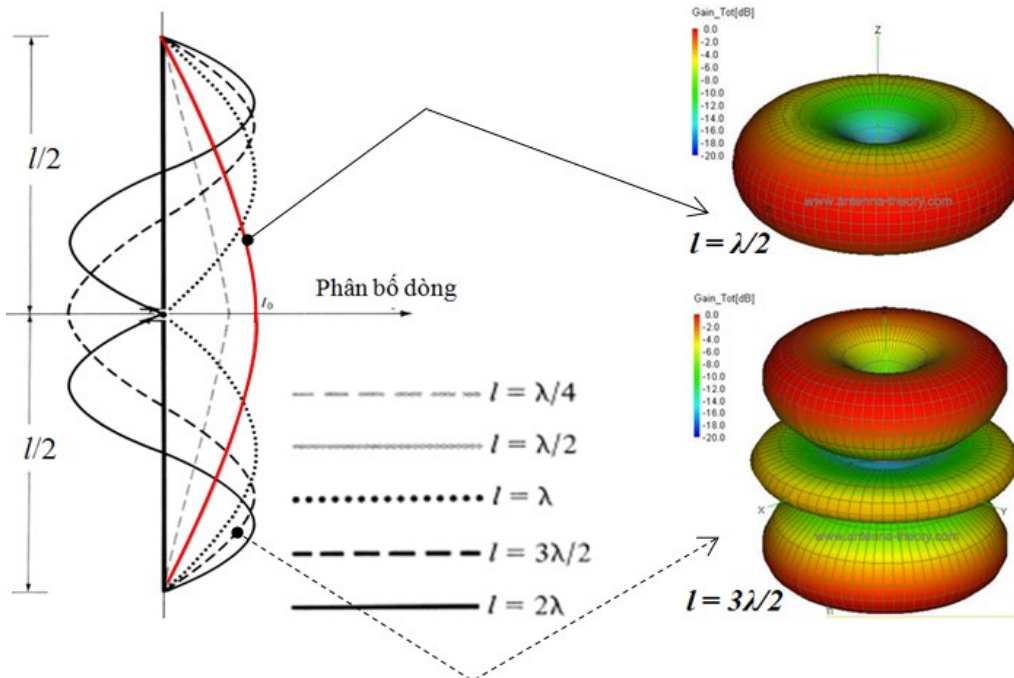 l/2
l/2
Phân bố dòng
I₀
l = λ/4
l = λ/2
l = λ
l = 3λ/2
l = 2λ
Gain_Tot[dB]
0.0
-2.0
-4.0
-6.0
-8.0
-10.0
-12.0
-14.0
-16.0
-18.0
-20.0
Z
www.antenna-theory.com
l = λ/2
Gain_Tot[dB]
0.0
-2.0
-4.0
-6.0
-8.0
-10.0
-12.0
-14.0
-16.0
-18.0
-20.0
X
Y
www.antenna-theory.com
l = 3λ/2